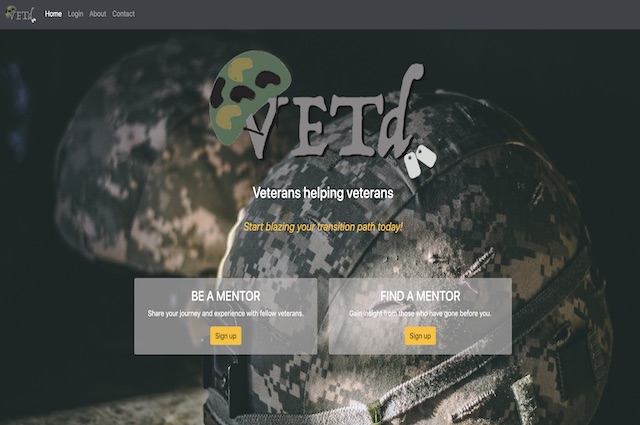 VETd
Home Login About Contact
VETd
Veterans helping veterans
Start blazing your transition path today!
BE A MENTOR
Share your journey and experience with fellow veterans.
Sign up
FIND A MENTOR
Gain insight from those who have gone before you.
Sign up